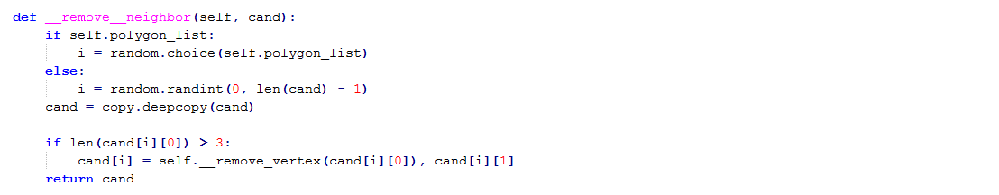 def __remove__neighbor(self, cand):
    if self.polygon_list:
        i = random.choice(self.polygon_list)
    else:
        i = random.randint(0, len(cand) - 1)
    cand = copy.deepcopy(cand)

    if len(cand[i][0]) > 3:
        cand[i] = self.__remove_vertex(cand[i][0]), cand[i][1]
    return cand